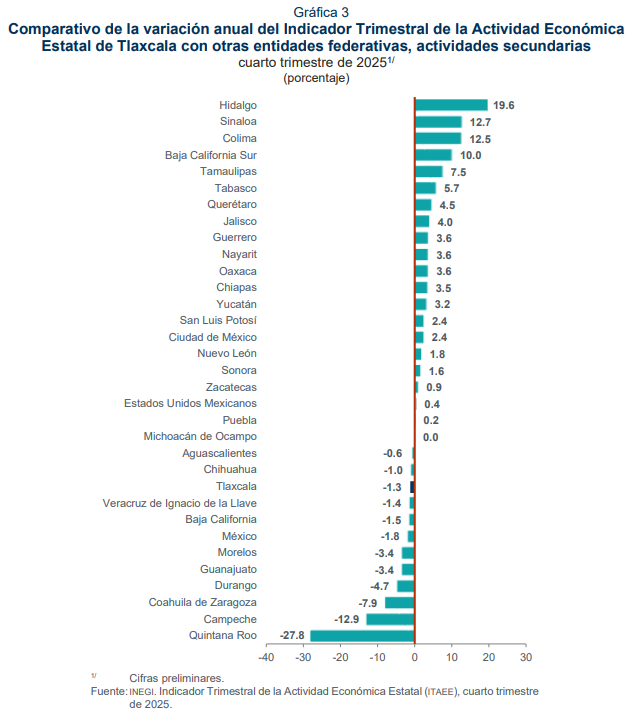 Gráfica 3
Comparativo de la variación anual del Indicador Trimestral de la Actividad Económica
Estatal de Tlaxcala con otras entidades federativas, actividades secundarias
cuarto trimestre de 2025 1/
(porcentaje)
Hidalgo 19.6
Sinaloa 12.7
Colima 12.5
Baja California Sur 10.0
Tamaulipas 7.5
Tabasco 5.7
Querétaro 4.5
Jalisco 4.0
Guerrero 3.6
Nayarit 3.6
Oaxaca 3.6
Chiapas 3.5
Yucatán 3.2
San Luis Potosí 2.4
Ciudad de México 2.4
Nuevo León 1.8
Sonora 1.6
Zacatecas 0.9
Estados Unidos Mexicanos 0.4
Puebla 0.2
Michoacán de Ocampo 0.0
Aguascalientes -0.6
Chihuahua -1.0
Tlaxcala -1.3
Veracruz de Ignacio de la Llave -1.4
Baja California -1.5
México -1.8
Morelos -3.4
Guanajuato -3.4
Durango -4.7
Coahuila de Zaragoza -7.9
Campeche -12.9
Quintana Roo -27.8
-40 -30 -20 -10 0 10 20 30
1/ Cifras preliminares.
Fuente: INEGI. Indicador Trimestral de la Actividad Económica Estatal (ITAEE), cuarto trimestre
de 2025.